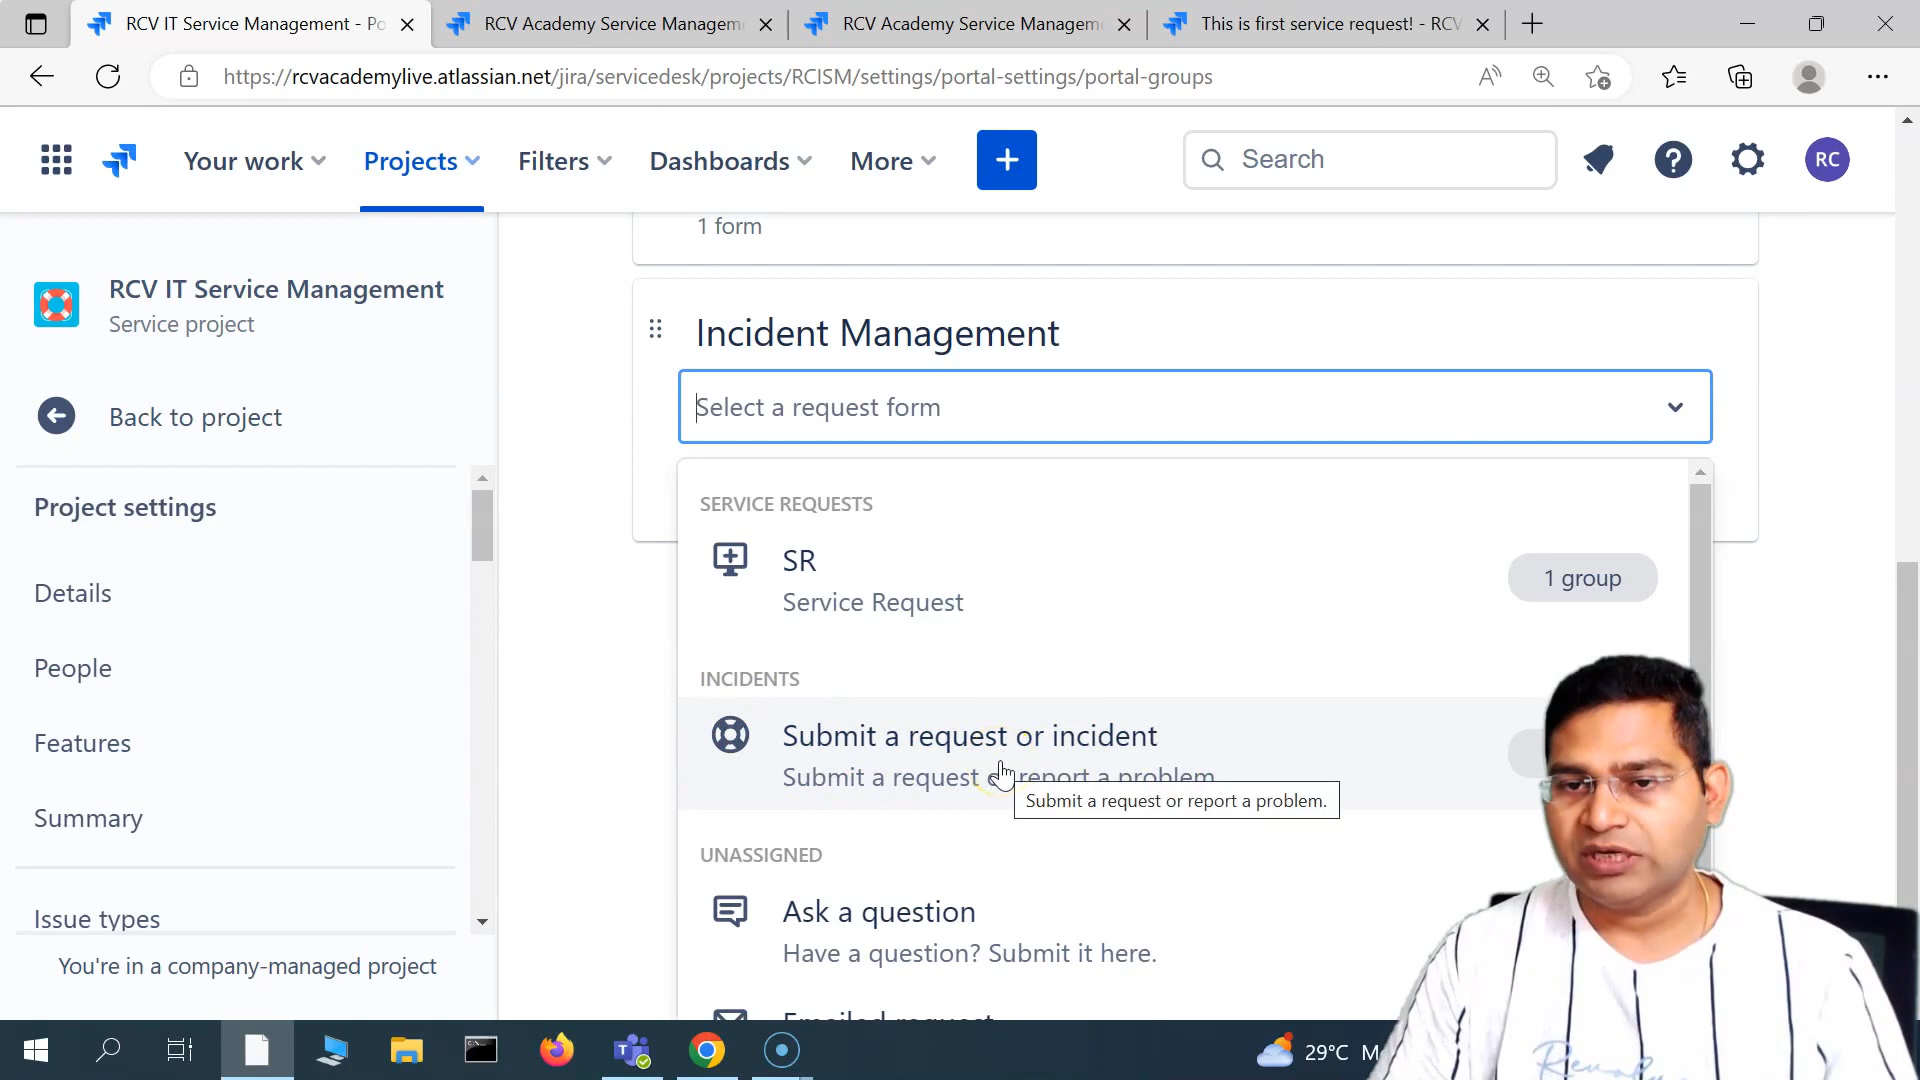 RCV IT Service Management - Po
RCV Academy Service Managem
RCV Academy Service Managem
This is first service request! - RCV
https://rcvacademylive.atlassian.net/jira/servicedesk/projects/RCISM/settings/portal-settings/portal-groups
Your work
Projects
Filters
Dashboards
More
Search
RC
RCV IT Service Management
Service project
Back to project
Project settings
Details
People
Features
Summary
Issue types
You're in a company-managed project
1 form
Incident Management
Select a request form
SERVICE REQUESTS
SR
Service Request
1 group
INCIDENTS
Submit a request or incident
Submit a request or report a problem.
Submit a request or report a problem.
UNASSIGNED
Ask a question
Have a question? Submit it here.
Emailed request
29°C M